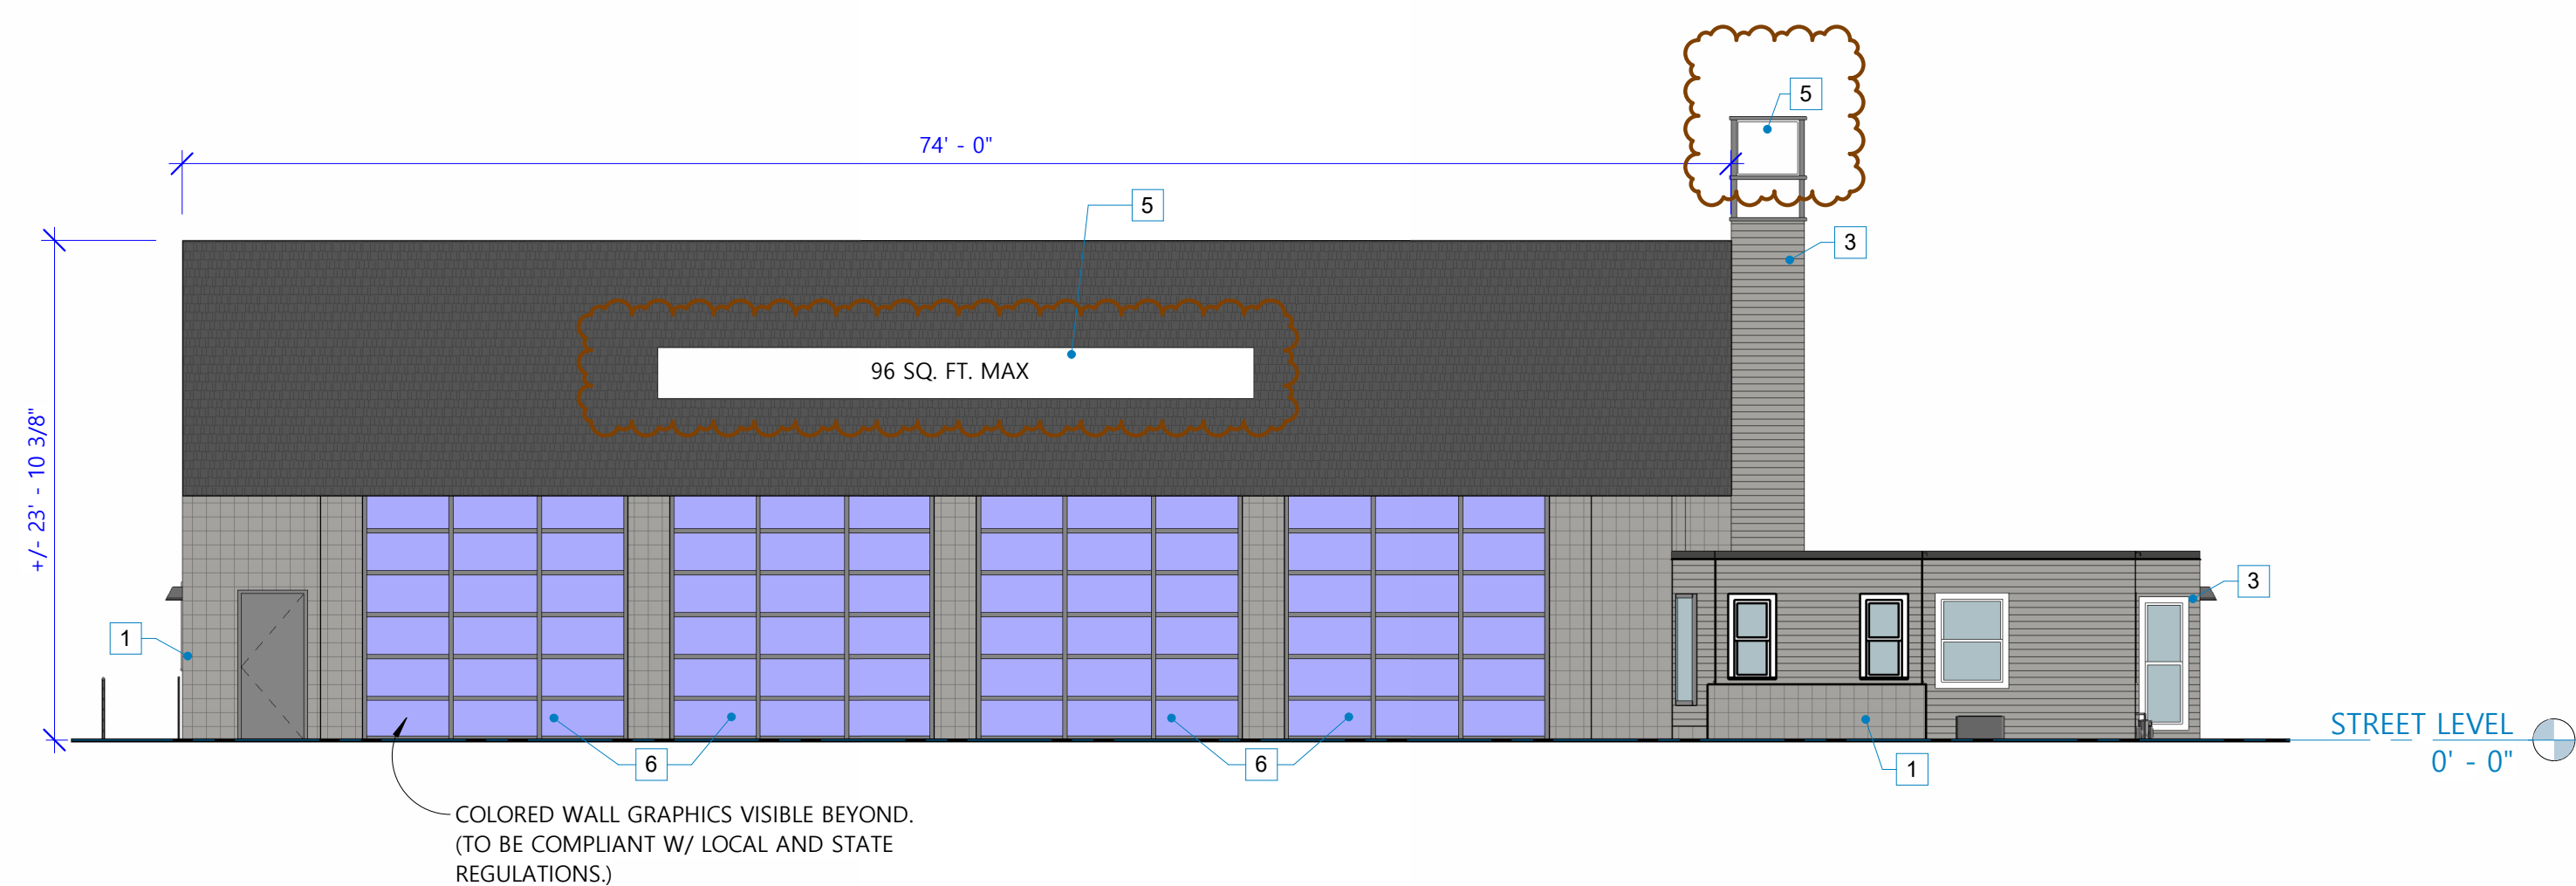 5
74' - 0"
5
3
96 SQ. FT. MAX
+/- 23' - 10 3/8"
3
1
STREET LEVEL
0' - 0"
6
6
1
COLORED WALL GRAPHICS VISIBLE BEYOND.
(TO BE COMPLIANT W/ LOCAL AND STATE
REGULATIONS.)